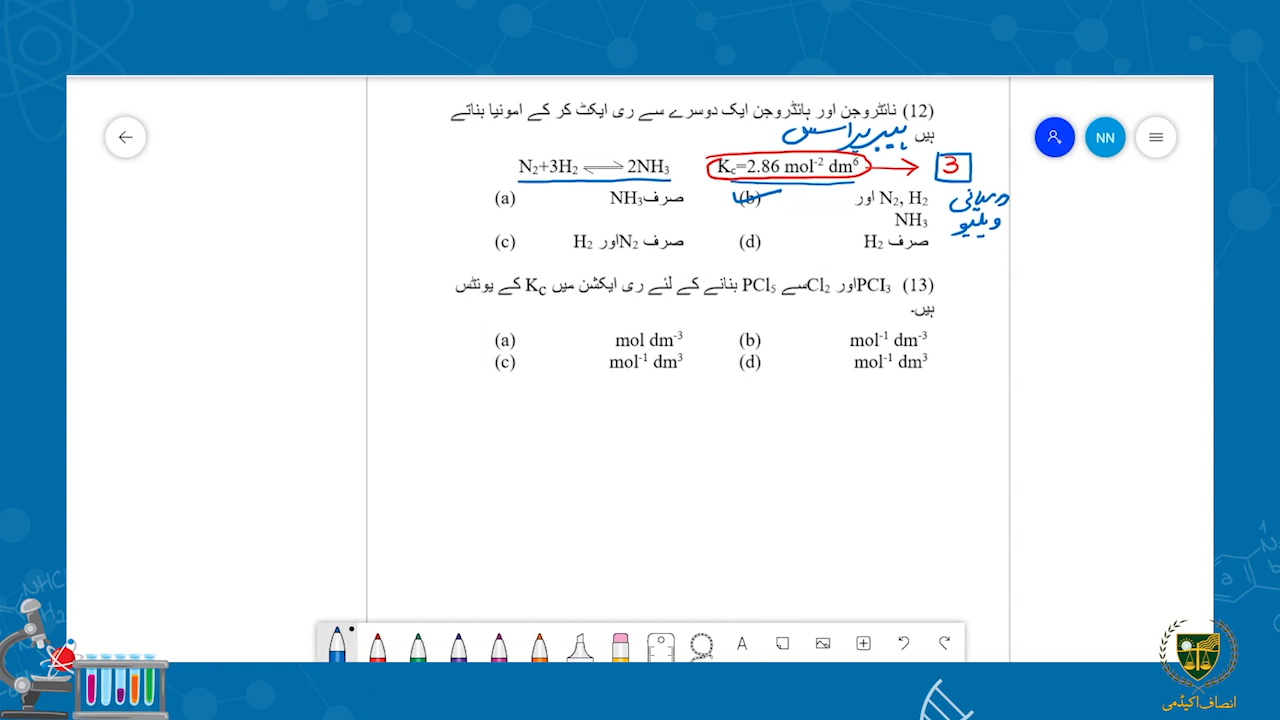 (12) نائٹروجن اور ہائڈروجن ایک دوسرے سے ری ایکٹ کر کے امونیا بناتے
ہیں
ہیبر پراسس
N₂+3H₂ ⇌ 2NH₃ Kc=2.86 mol⁻² dm⁶ → 3
(a) صرف NH₃ (b) N₂, H₂ اور
NH₃
درمیانی
ویلیو
(c) صرف N₂ اور H₂ (d) صرف H₂
(13) PCI₃ اور Cl₂ سے PCl₅ بنانے کے لئے ری ایکشن میں KC کے یونٹس
ہیں۔
(a) mol dm⁻³ (b) mol⁻¹ dm⁻³
(c) mol⁻¹ dm³ (d) mol⁻¹ dm³
NN
A
انصاف اکیڈمی